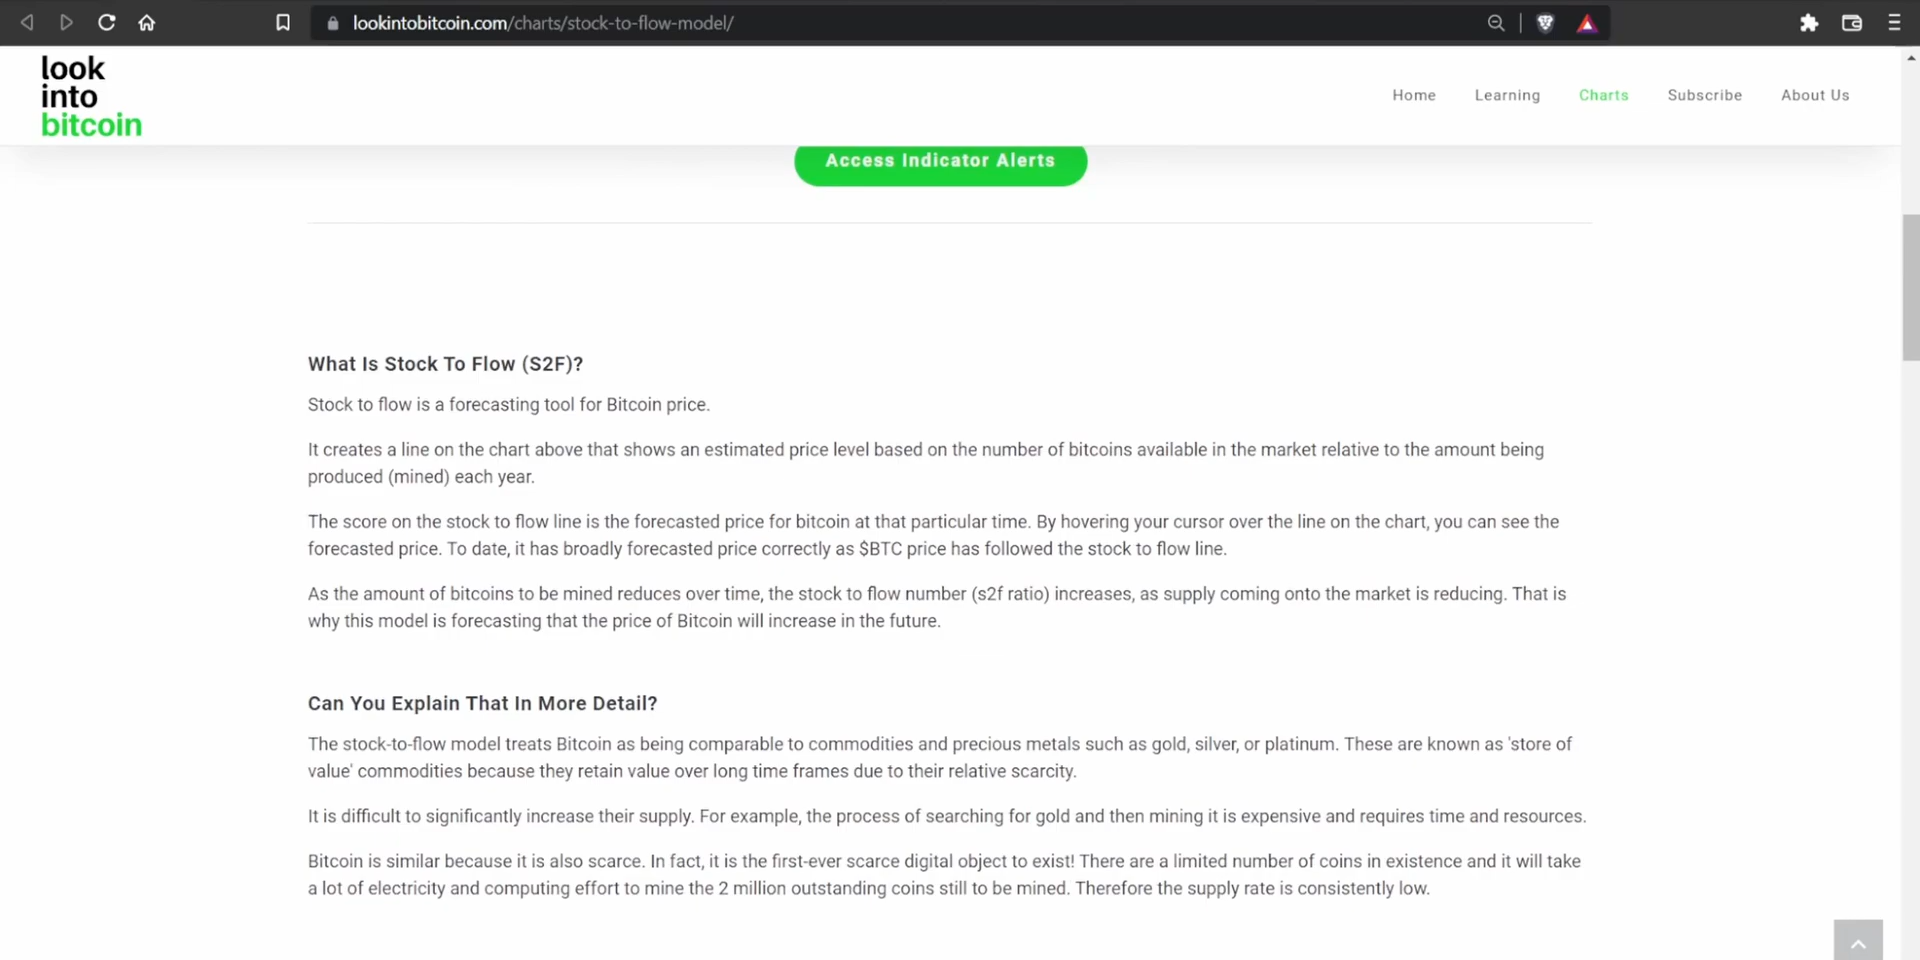 lookintobitcoin.com/charts/stock-to-flow-model/
look
into
bitcoin
Home Learning Charts Subscribe About Us
Access Indicator Alerts
What Is Stock To Flow (S2F)?
Stock to flow is a forecasting tool for Bitcoin price.
It creates a line on the chart above that shows an estimated price level based on the number of bitcoins available in the market relative to the amount being
produced (mined) each year.
The score on the stock to flow line is the forecasted price for bitcoin at that particular time. By hovering your cursor over the line on the chart, you can see the
forecasted price. To date, it has broadly forecasted price correctly as $BTC price has followed the stock to flow line.
As the amount of bitcoins to be mined reduces over time, the stock to flow number (s2f ratio) increases, as supply coming onto the market is reducing. That is
why this model is forecasting that the price of Bitcoin will increase in the future.
Can You Explain That In More Detail?
The stock-to-flow model treats Bitcoin as being comparable to commodities and precious metals such as gold, silver, or platinum. These are known as 'store of
value' commodities because they retain value over long time frames due to their relative scarcity.
It is difficult to significantly increase their supply. For example, the process of searching for gold and then mining it is expensive and requires time and resources.
Bitcoin is similar because it is also scarce. In fact, it is the first-ever scarce digital object to exist! There are a limited number of coins in existence and it will take
a lot of electricity and computing effort to mine the 2 million outstanding coins still to be mined. Therefore the supply rate is consistently low.